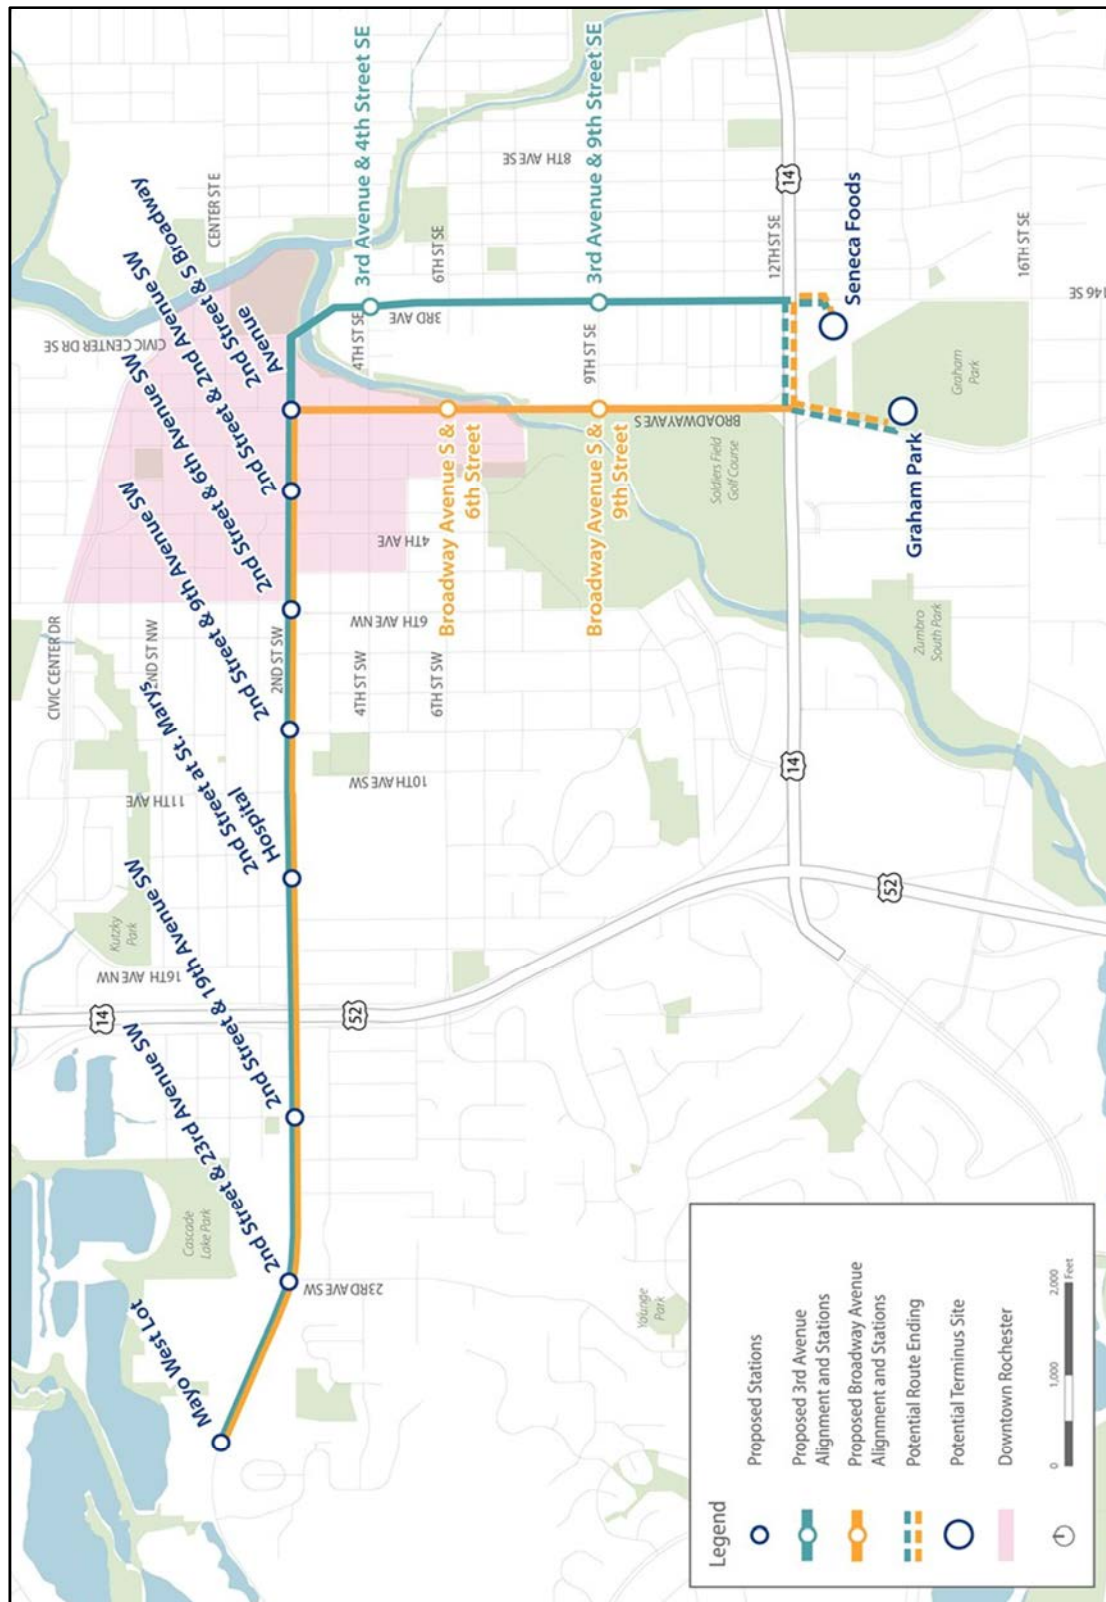 Mayo West Lot
2nd Street & 23rd Avenue SW
2nd Street & 19th Avenue SW
2nd Street at St. Marys
Hospital
2nd Street & 9th Avenue SW
2nd Street & 6th Avenue SW
2nd Street & 2nd Avenue SW
2nd Street & S Broadway
Avenue
CIVIC CENTER DR
CIVIC CENTER DR SE
CENTER ST E
14
Kutzky
Park
16TH AVE NW
11TH AVE
2ND ST NW
Cascade
Lake Park
2ND ST SW
23RD AVE SW
52
10TH AVE SW
4TH ST SW
6TH AVE NW
4TH AVE
4TH ST SE
3RD AVE
3rd Avenue & 4th Street SE
6TH ST SW
6TH ST SE
Broadway Avenue S &
6th Street
8TH AVE SE
9TH ST SE
3rd Avenue & 9th Street SE
Broadway Avenue S &
9th Street
BROADWAY AVE S
Younge
Park
Soldiers Field
Golf Course
12TH ST SE
14
14
52
Seneca Foods
Graham Park
Zumbro
South Park
Graham
Park
16TH ST SE
146 SE
Legend
Proposed Stations
Proposed 3rd Avenue
Alignment and Stations
Proposed Broadway Avenue
Alignment and Stations
Potential Route Ending
Potential Terminus Site
Downtown Rochester
0
1,000
2,000
Feet